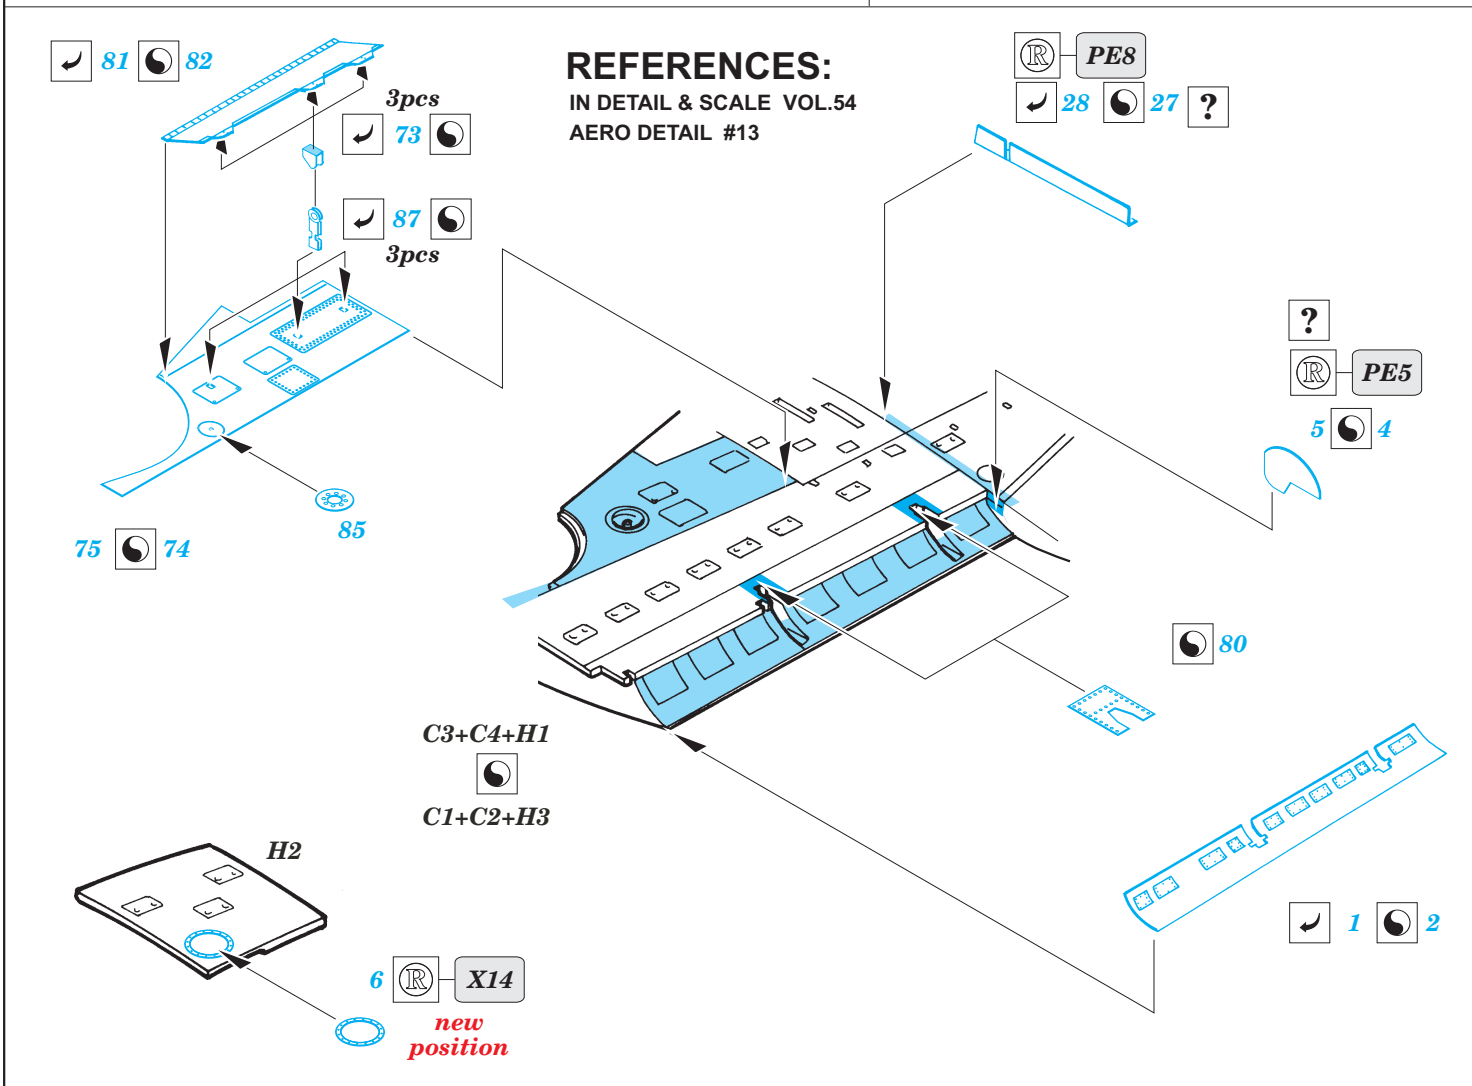 81 82
REFERENCES:
IN DETAIL & SCALE VOL.54
AERO DETAIL #13
R PE8
28 27 ?
3pcs
73
87
3pcs
?
R PE5
5 4
85
75 74
80
C3+C4+H1
C1+C2+H3
H2
1 2
6 R X14
new
position